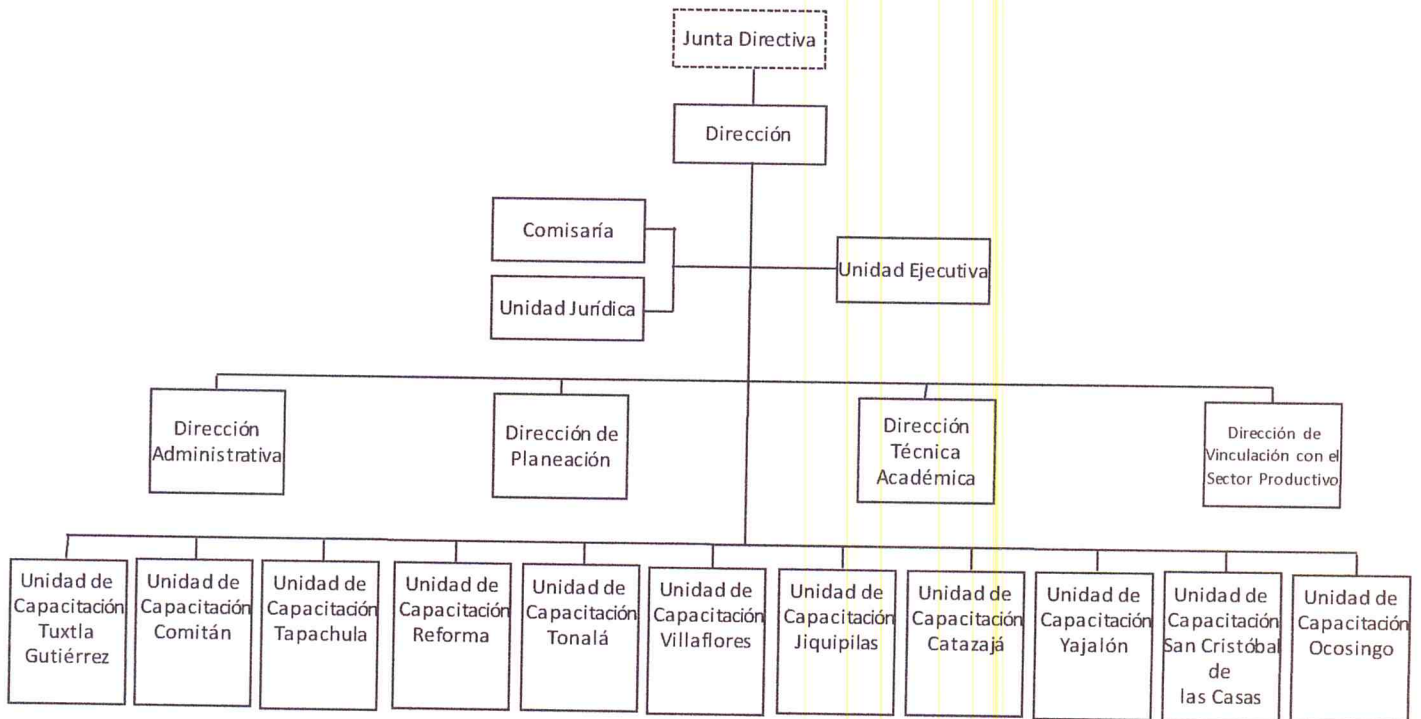 Junta Directiva
Dirección
Comisaría
Unidad Jurídica
Unidad Ejecutiva
Dirección
Administrativa
Dirección de
Planeación
Dirección
Técnica
Académica
Dirección de
Vinculación con el
Sector Productivo
Unidad de
Capacitación
Tuxtla
Gutiérrez
Unidad de
Capacitación
Comitán
Unidad de
Capacitación
Tapachula
Unidad de
Capacitación
Reforma
Unidad de
Capacitación
Tonalá
Unidad de
Capacitación
Villaflores
Unidad de
Capacitación
Jiquipilas
Unidad de
Capacitación
Catazajá
Unidad de
Capacitación
Yajalón
Unidad de
Capacitación
San Cristóbal
de
las Casas
Unidad de
Capacitación
Ocosingo